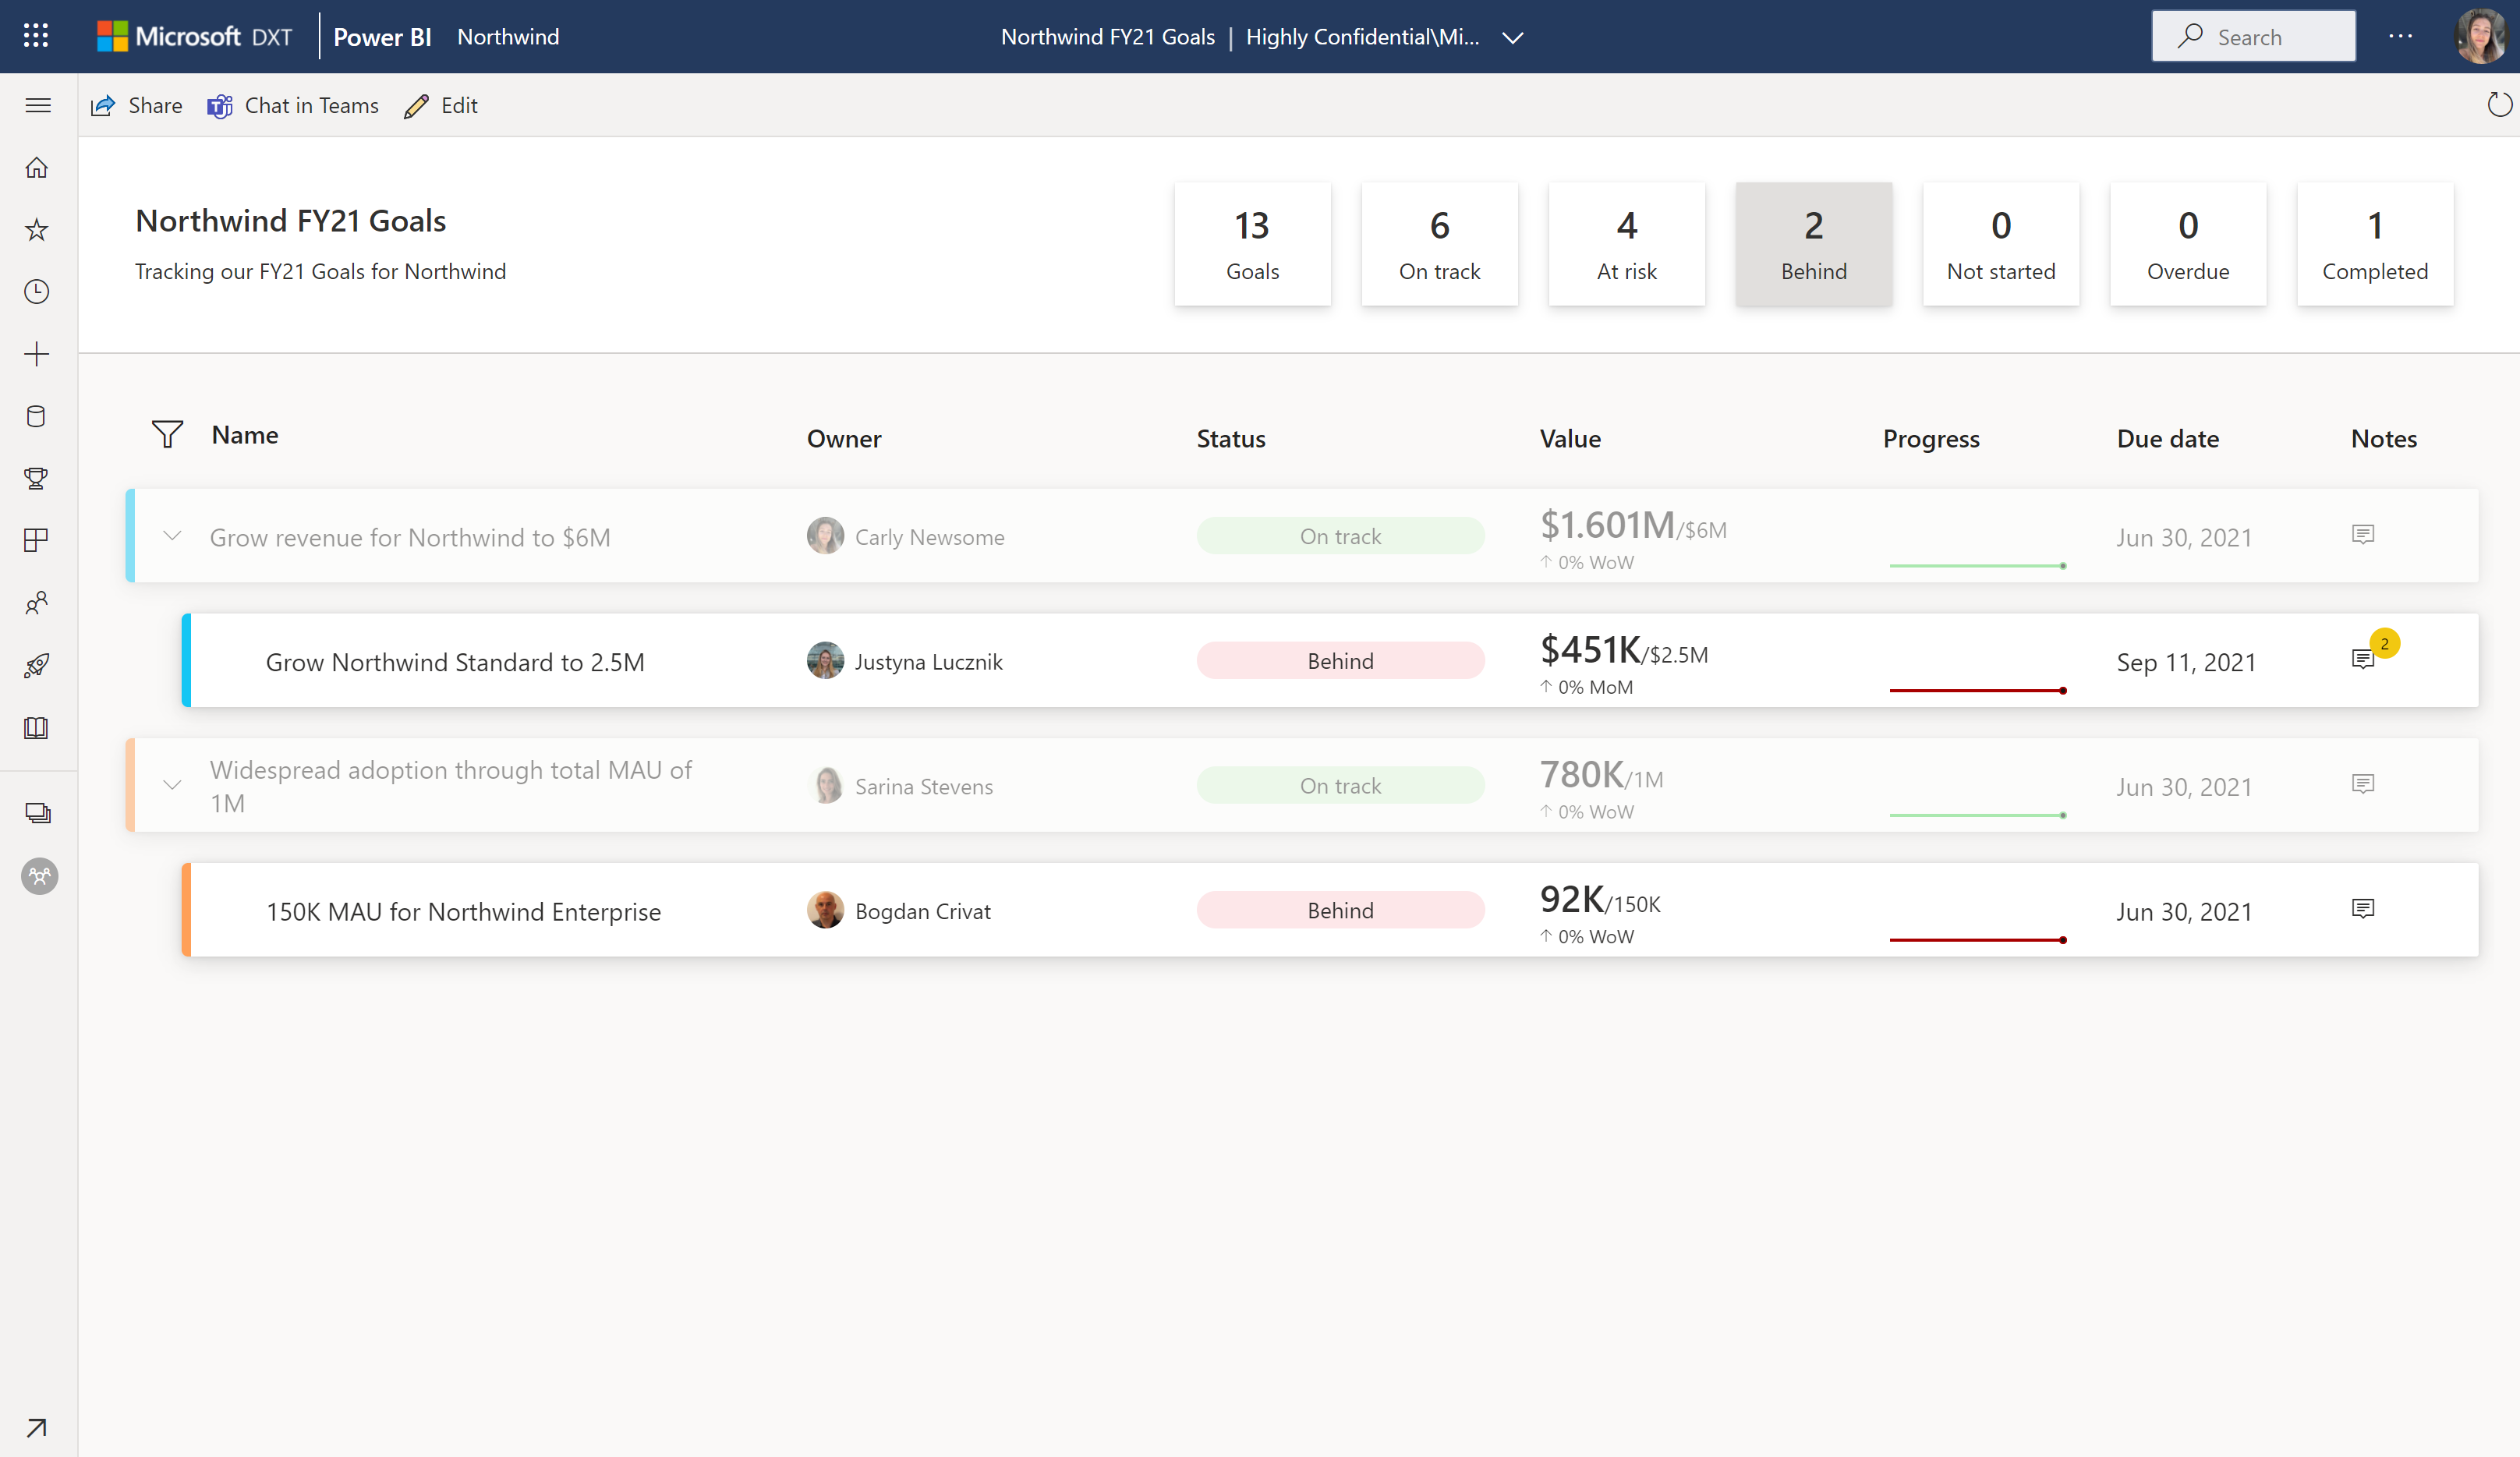 Microsoft DXT Power BI Northwind Northwind FY21 Goals | Highly Confidential\Mi... Search ...
Share Chat in Teams Edit
Northwind FY21 Goals
Tracking our FY21 Goals for Northwind
13 6 4 2 0 0 1
Goals On track At risk Behind Not started Overdue Completed
Name Owner Status Value Progress Due date Notes
Grow revenue for Northwind to $6M Carly Newsome On track $1.601M/$6M Jun 30, 2021
↑ 0% WoW
Grow Northwind Standard to 2.5M Justyna Lucznik Behind $451K/$2.5M Sep 11, 2021 2
↑ 0% MoM
Widespread adoption through total MAU of
1M
Sarina Stevens On track 780K/1M Jun 30, 2021
↑ 0% WoW
150K MAU for Northwind Enterprise Bogdan Crivat Behind 92K/150K Jun 30, 2021
↑ 0% WoW